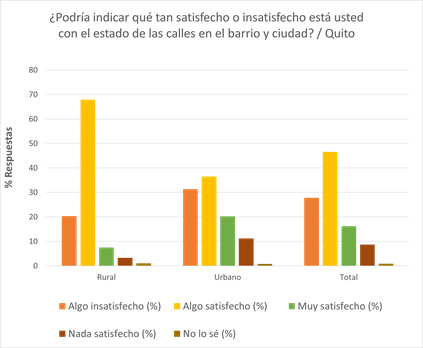 ¿Podría indicar qué tan satisfecho o insatisfecho está usted
con el estado de las calles en el barrio y ciudad? / Quito
% Respuestas
80
70
60
50
40
30
20
10
0
Rural Urbano Total
Algo insatisfecho (%) Algo satisfecho (%) Muy satisfecho (%)
Nada satisfecho (%) No lo sé (%)